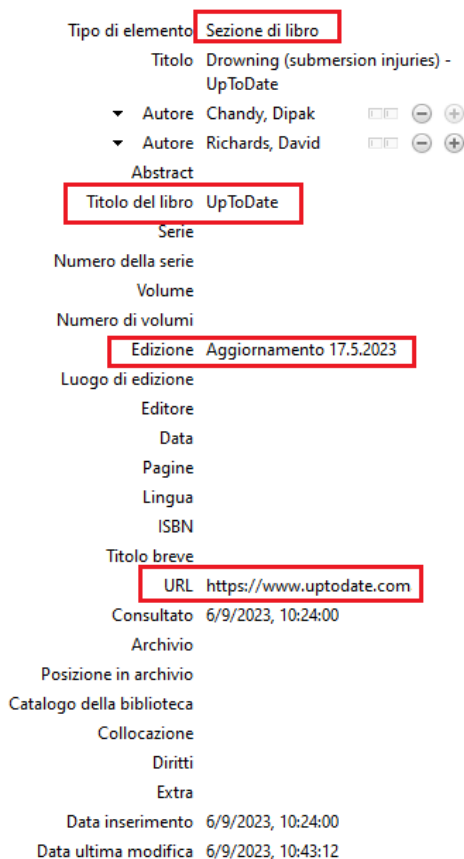 Tipo di elemento Sezione di libro
Titolo Drowning (submersion injuries) -
UpToDate
Autore Chandy, Dipak
Autore Richards, David
Abstract
Titolo del libro UpToDate
Serie
Numero della serie
Volume
Numero di volumi
Edizione Aggiornamento 17.5.2023
Luogo di edizione
Editore
Data
Pagine
Lingua
ISBN
Titolo breve
URL https://www.uptodate.com
Consultato 6/9/2023, 10:24:00
Archivio
Posizione in archivio
Catalogo della biblioteca
Collocazione
Diritti
Extra
Data inserimento 6/9/2023, 10:24:00
Data ultima modifica 6/9/2023, 10:43:12